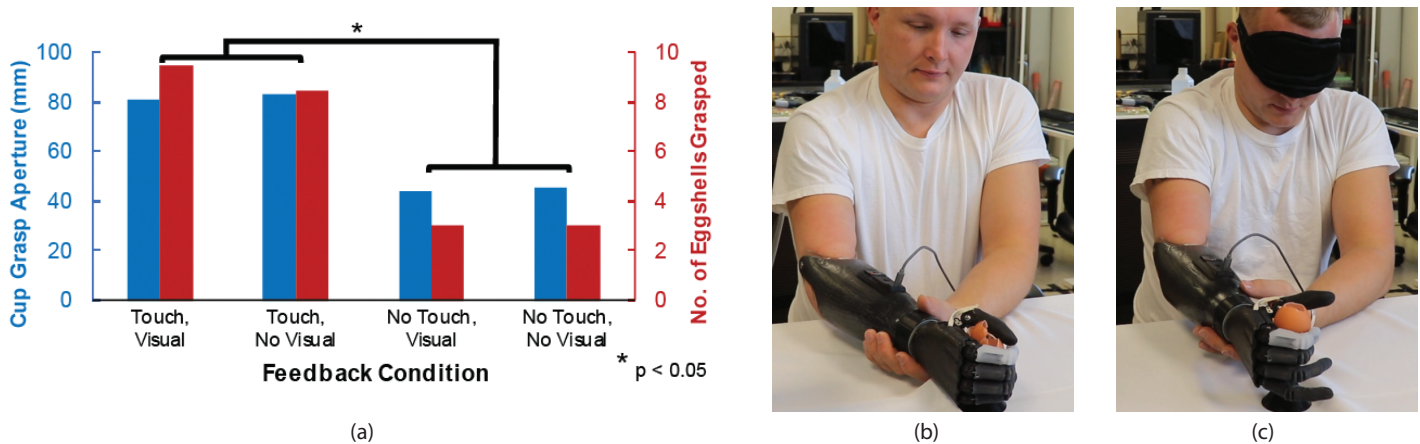 *
100
80
60
40
20
0
Cup Grasp Aperture (mm)
10
8
6
4
2
0
No. of Eggshells Grasped
Touch,
Visual
Touch,
No Visual
No Touch,
Visual
No Touch,
No Visual
Feedback Condition
* p < 0.05
(a)
(b)
(c)